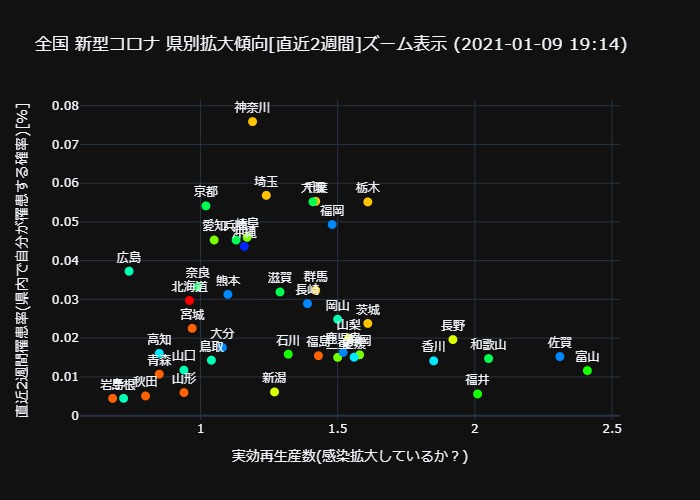 全国 新型コロナ 県別拡大傾向[直近2週間]ズーム表示 (2021-01-09 19:14)
直近2週間罹患率(県内で自分が罹患する確率)[%]
0.08
0.07
0.06
0.05
0.04
0.03
0.02
0.01
0
神奈川
埼玉
栃木
京都
福岡
愛知
兵庫
岐阜
沖縄
広島
奈良
北海道
熊本
滋賀
群馬
長崎
宮城
岡山
茨城
山梨
大分
高知
鳥取
石川
福島
長野
香川
和歌山
佐賀
富山
青森
山口
秋田
山形
新潟
福井
島根
1
1.5
2
2.5
実効再生産数(感染拡大しているか？)